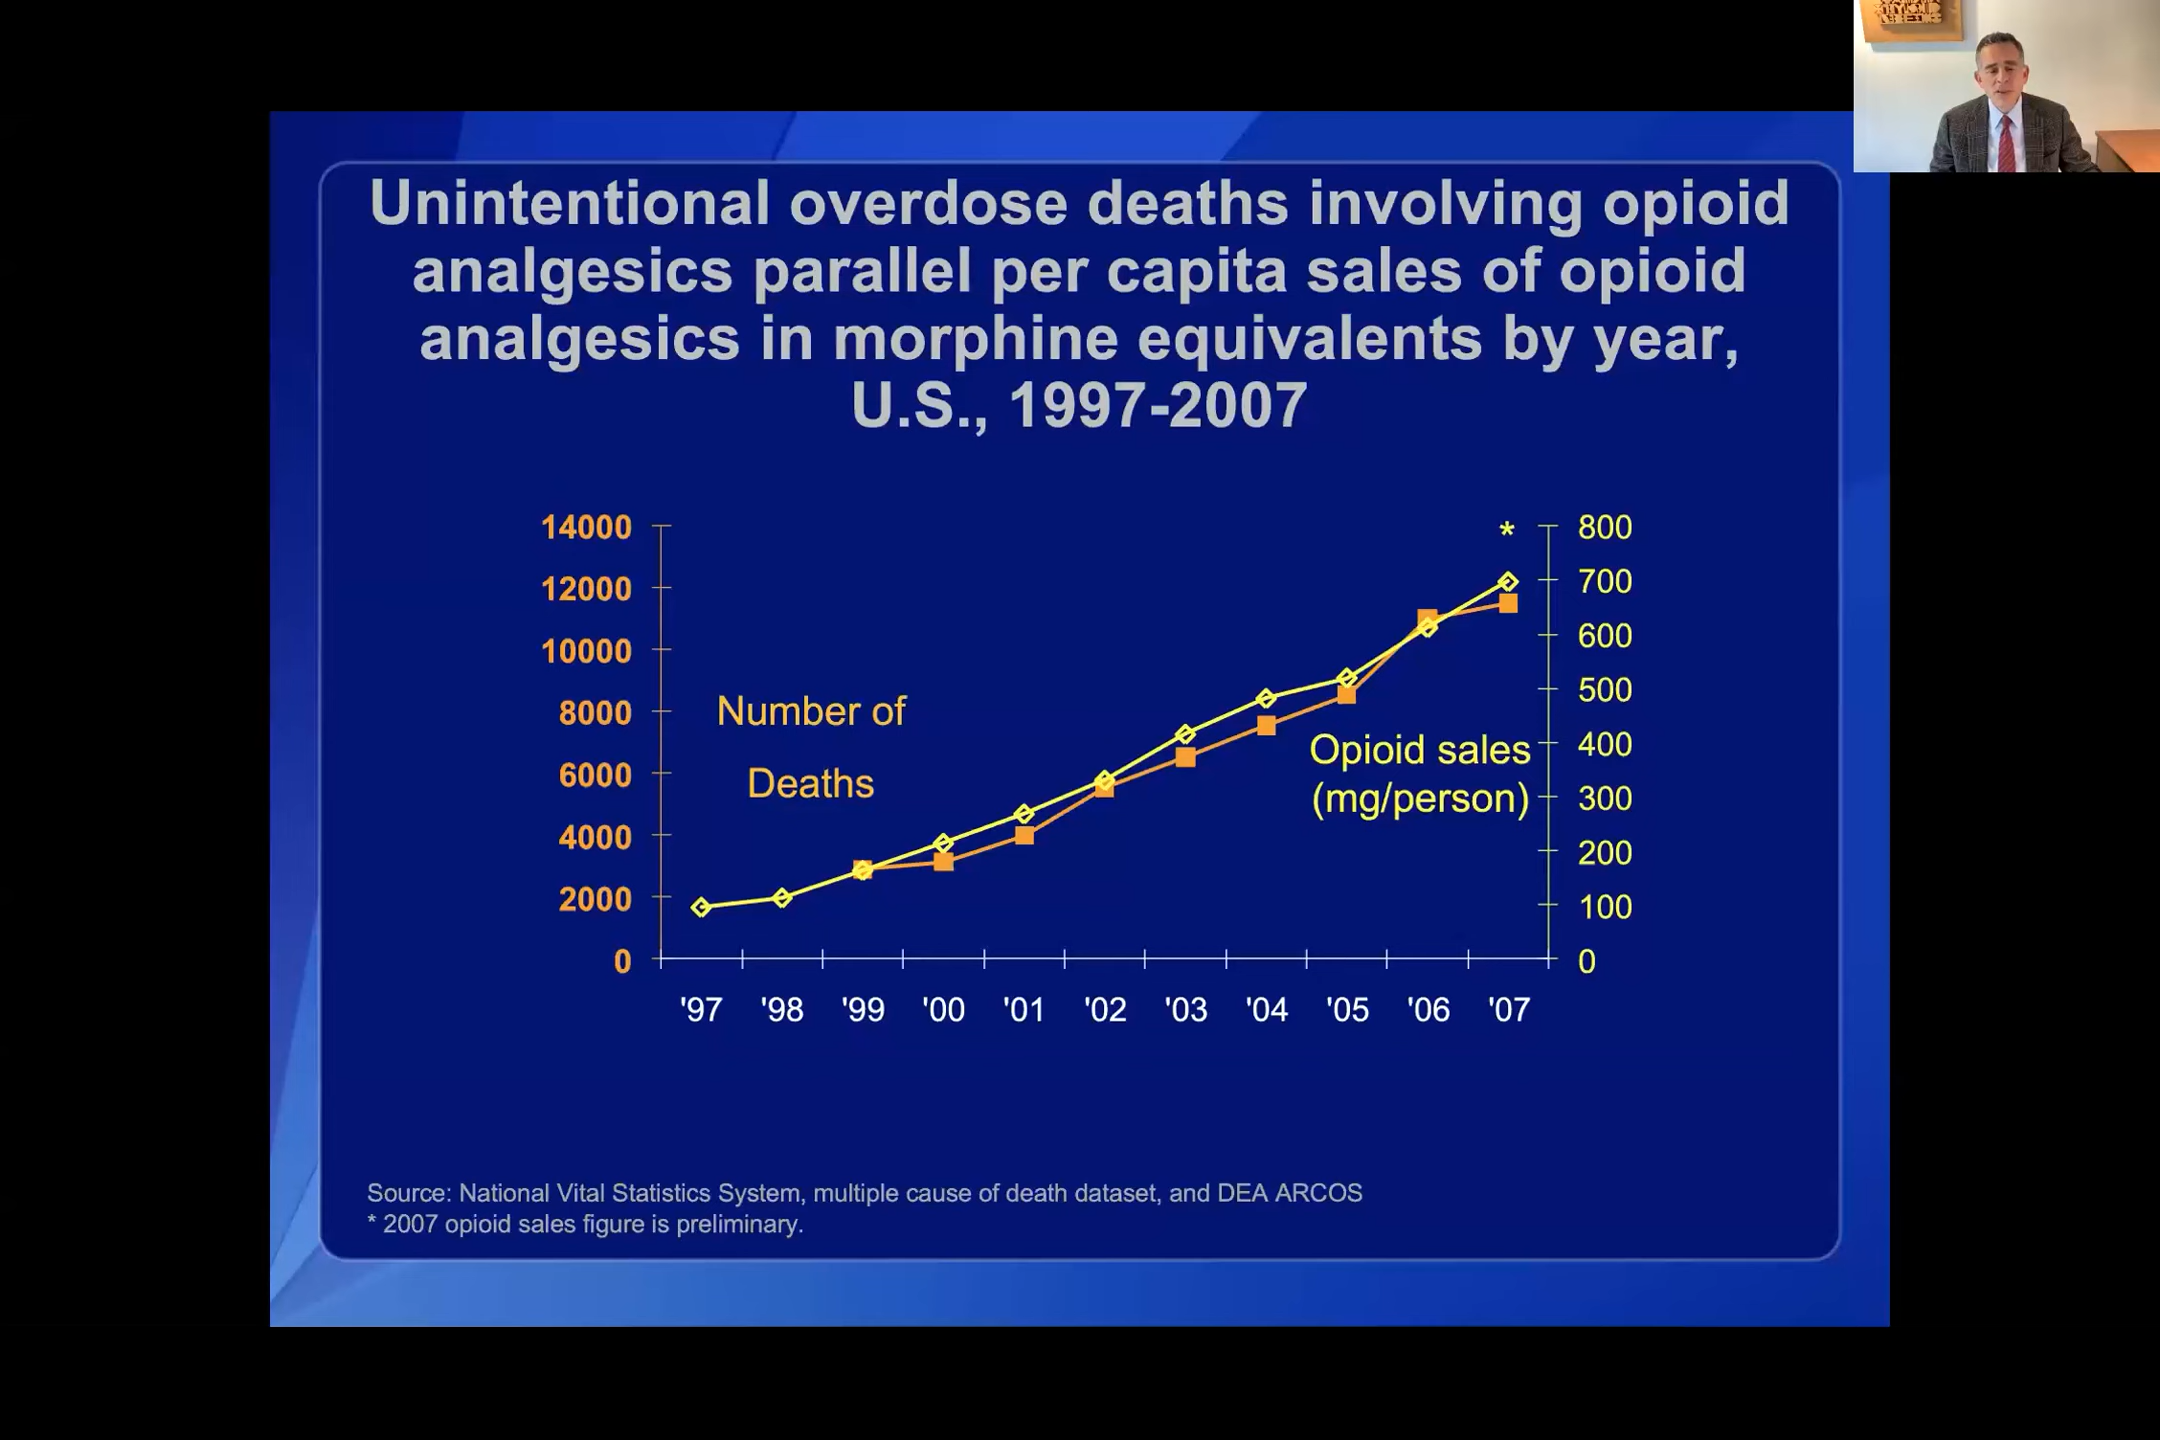 Unintentional overdose deaths involving opioid
analgesics parallel per capita sales of opioid
analgesics in morphine equivalents by year,
U.S., 1997-2007
14000
12000
10000
8000
6000
4000
2000
0
Number of
Deaths
*
Opioid sales
(mg/person)
800
700
600
500
400
300
200
100
0
'97 '98 '99 '00 '01 '02 '03 '04 '05 '06 '07
Source: National Vital Statistics System, multiple cause of death dataset, and DEA ARCOS
* 2007 opioid sales figure is preliminary.